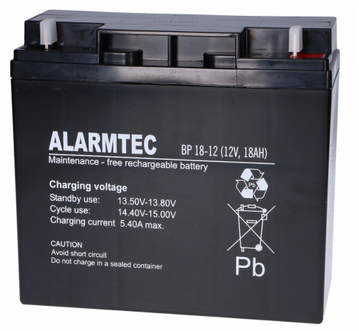 ALARMTEC BP 18-12 (12V, 18AH)
Maintenance - free rechargeable battery
Charging voltage
Standby use: 13.50V-13.80V
Cycle use: 14.40V-15.00V
Charging current 5.40A max.
CAUTION
Avoid short circuit
Do not charge in a sealed container
Pb